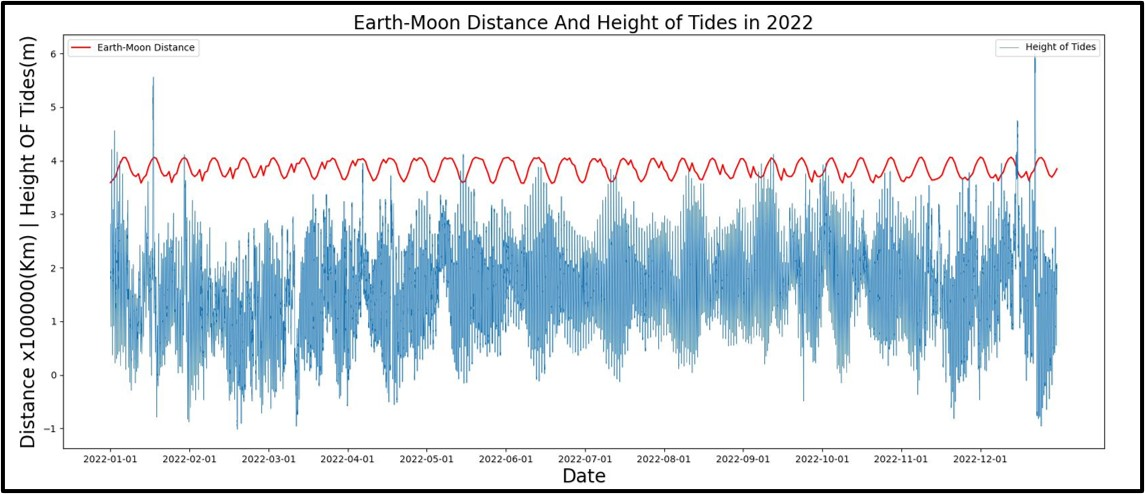 Earth-Moon Distance And Height of Tides in 2022
Earth-Moon Distance
Height of Tides
Distance x100000(Km) | Height OF Tides(m)
6
5
4
3
2
1
0
−1
2022-01-01 2022-02-01 2022-03-01 2022-04-01 2022-05-01 2022-06-01 2022-07-01 2022-08-01 2022-09-01 2022-10-01 2022-11-01 2022-12-01
Date